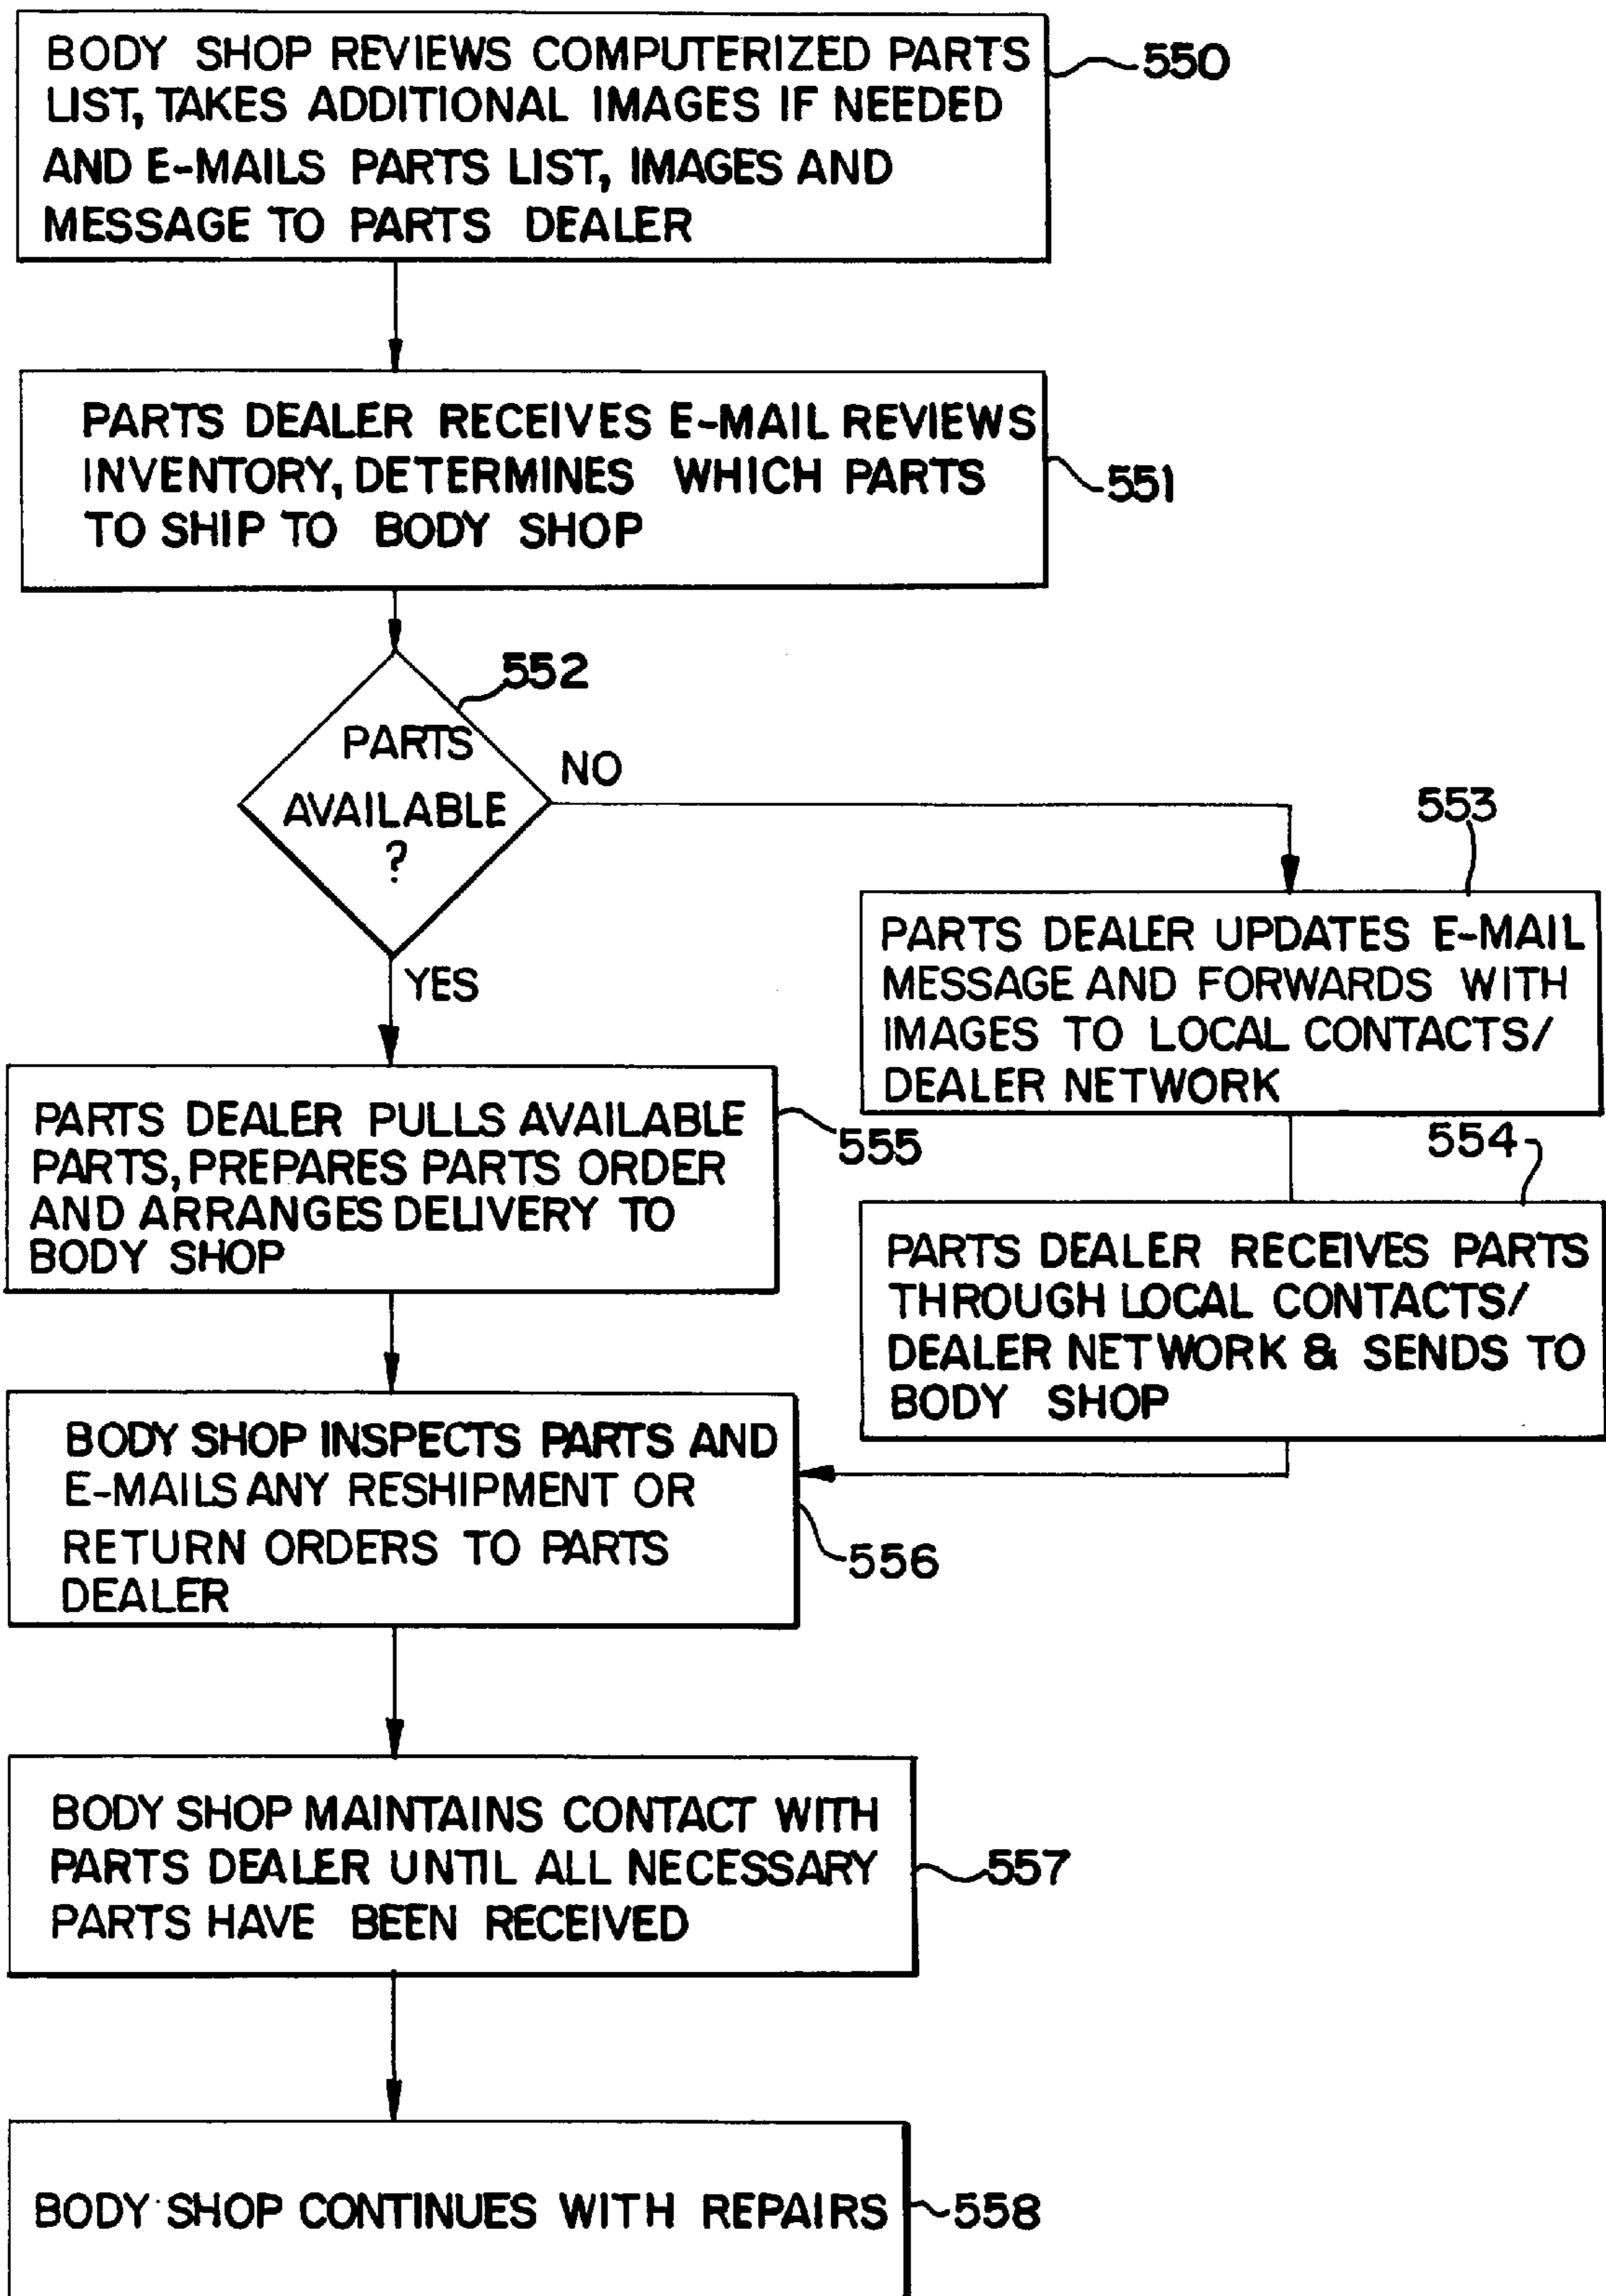 BODY SHOP REVIEWS COMPUTERIZED PARTS
LIST, TAKES ADDITIONAL IMAGES IF NEEDED
AND E-MAILS PARTS LIST, IMAGES AND
MESSAGE TO PARTS DEALER
550
PARTS DEALER RECEIVES E-MAIL REVIEWS
INVENTORY, DETERMINES WHICH PARTS
TO SHIP TO BODY SHOP
551
552
PARTS
AVAILABLE
?
NO
YES
553
PARTS DEALER UPDATES E-MAIL
MESSAGE AND FORWARDS WITH
IMAGES TO LOCAL CONTACTS/
DEALER NETWORK
554
PARTS DEALER RECEIVES PARTS
THROUGH LOCAL CONTACTS/
DEALER NETWORK & SENDS TO
BODY SHOP
PARTS DEALER PULLS AVAILABLE
PARTS, PREPARES PARTS ORDER
AND ARRANGES DELIVERY TO
BODY SHOP
555
BODY SHOP INSPECTS PARTS AND
E-MAILS ANY RESHIPMENT OR
RETURN ORDERS TO PARTS
DEALER
556
BODY SHOP MAINTAINS CONTACT WITH
PARTS DEALER UNTIL ALL NECESSARY
PARTS HAVE BEEN RECEIVED
557
BODY SHOP CONTINUES WITH REPAIRS
558